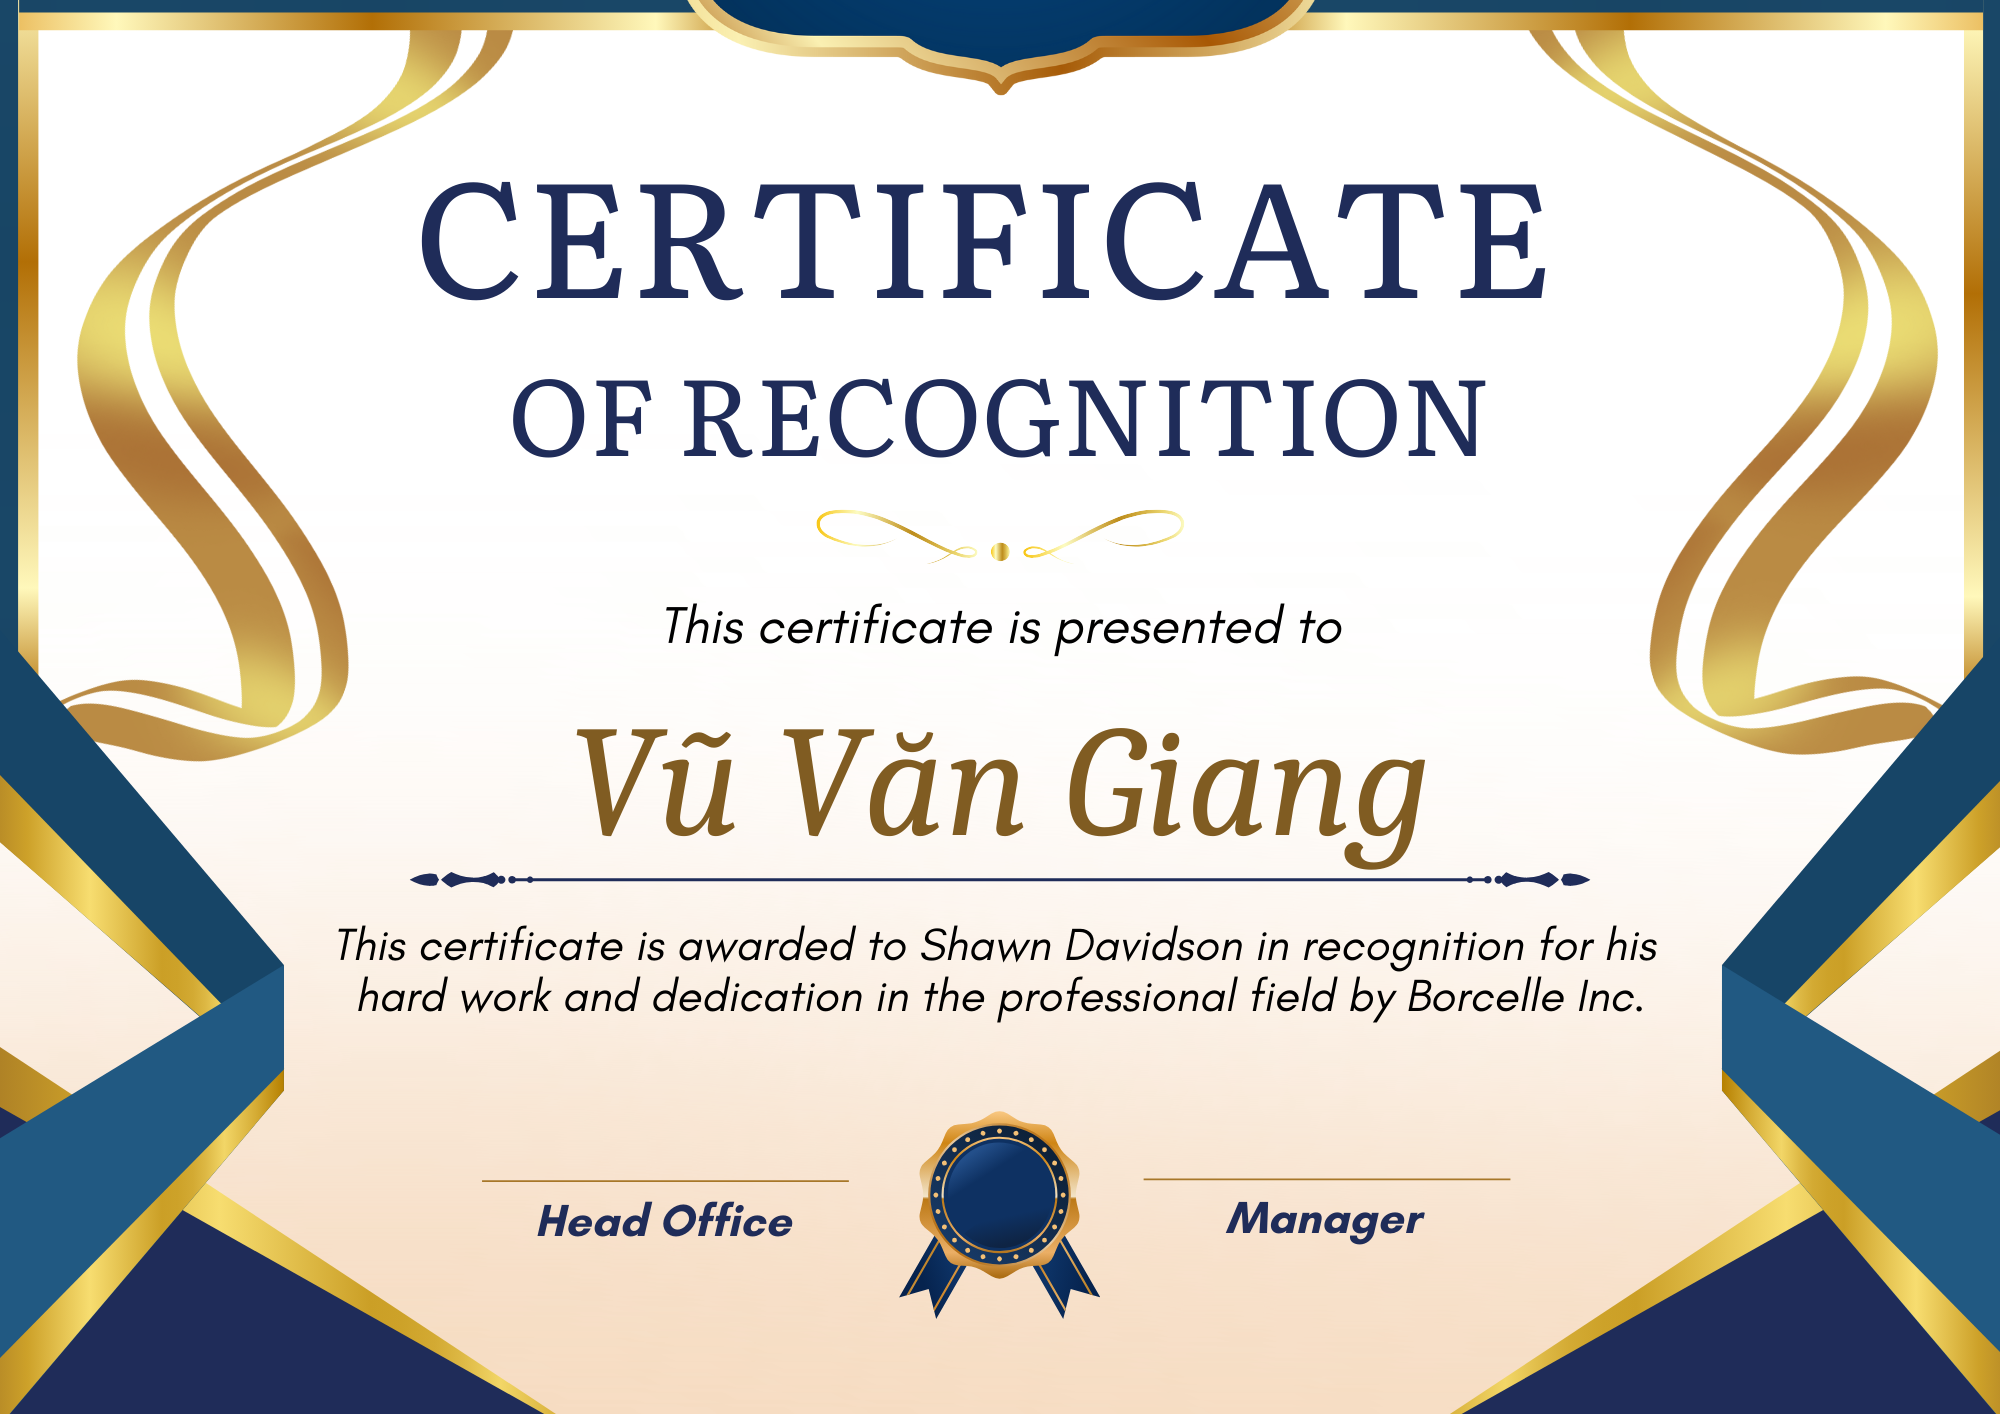 CERTIFICATE
OF RECOGNITION
This certificate is presented to
Vũ Văn Giang
This certificate is awarded to Shawn Davidson in recognition for his
hard work and dedication in the professional field by Borcelle Inc.
Head Office
Manager